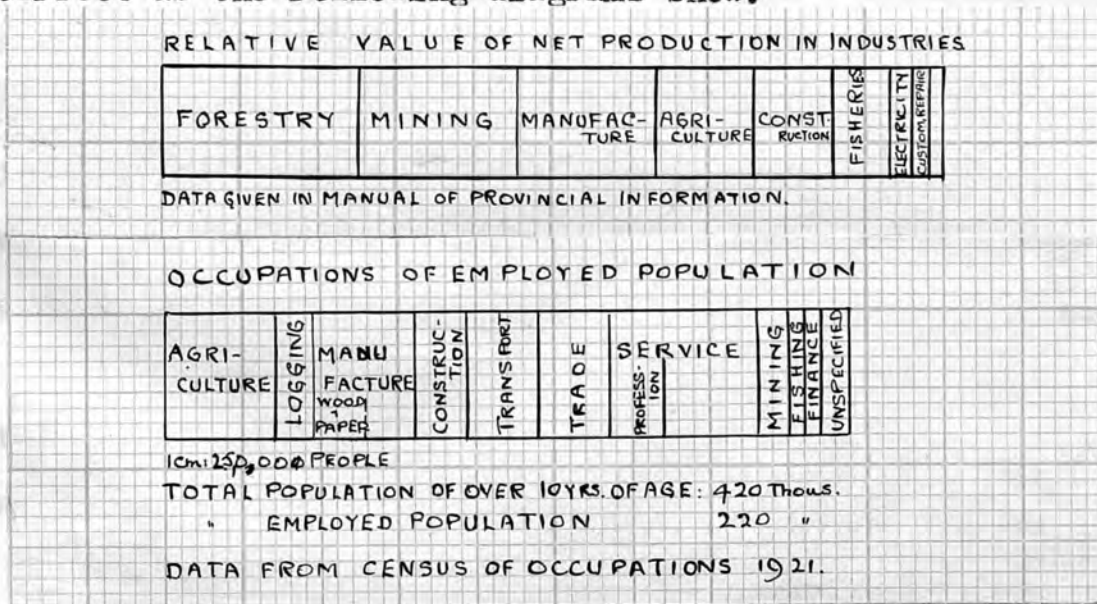 RELATIVE VALUE OF NET PRODUCTION IN INDUSTRIES
FORESTRY
MINING
MANUFAC-
TURE
AGRI-
CULTURE
CONST-
RUCTION
FISHERIES
ELECTRICITY
CUSTOM, REPAIR
DATA GIVEN IN MANUAL OF PROVINCIAL INFORMATION.
OCCUPATIONS OF EMPLOYED POPULATION
AGRI-
CULTURE
LOGGING
MANU
FACTURE
WOOD
PAPER
CONSTRUC-
TION
TRANSPORT
TRADE
SERVICE
PROFESS-
ION
MINING
FISHING
FINANCE
UNSPECIFIED
1cm: PEOPLE
TOTAL POPULATION OF OVER 10YRS. OF AGE: 420 Thous.
" EMPLOYED POPULATION 220 "
DATA FROM CENSUS OF OCCUPATIONS 1921.